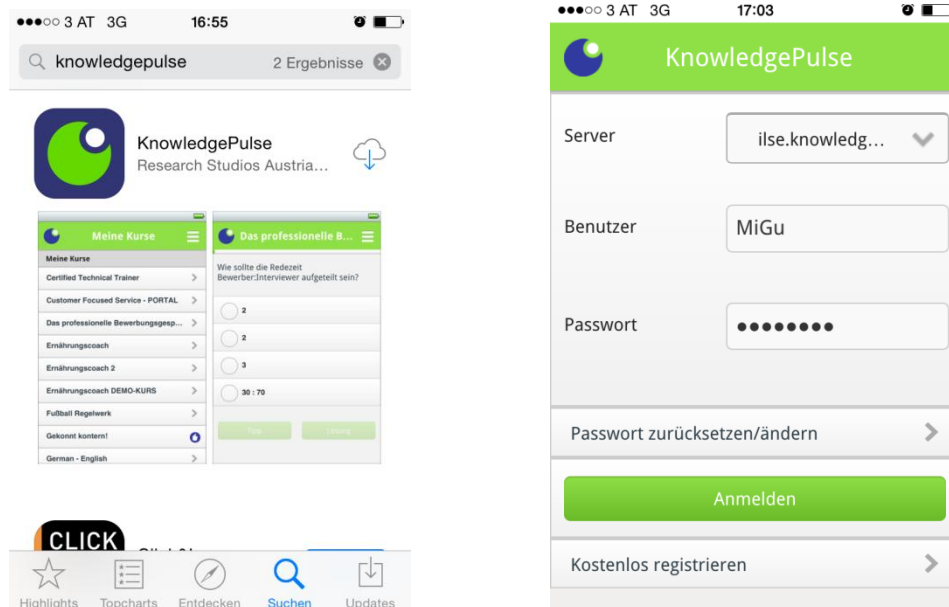 3 AT 3G 16:55
knowledgepulse 2 Ergebnisse
KnowledgePulse
Research Studios Austria...
Meine Kurse
Meine Kurse
Certified Technical Trainer
Customer Focused Service - PORTAL
Das professionelle Bewerbungsgesp...
Ernährungscoach
Ernährungscoach 2
Ernährungscoach DEMO-KURS
Fußball Regelwerk
Gekonnt kontern!
German - English
Das professionelle B...
Wie sollte die Redezeit
Bewerber:Interviewer aufgeteilt sein?
2
2
3
30 : 70
CLICK
Highlights Topcharts Entdecken Suchen Updates
3 AT 3G 17:03
KnowledgePulse
Server ilse.knowledg...
Benutzer MiGu
Passwort
Passwort zurücksetzen/ändern
Anmelden
Kostenlos registrieren